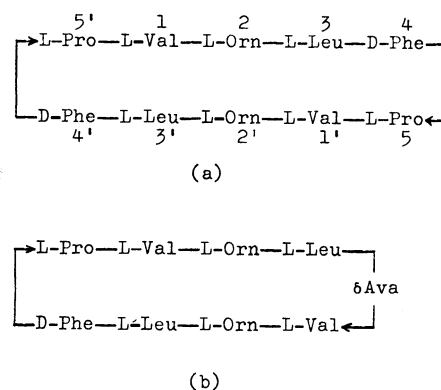 5' 1 2 3 4
L-Pro—L-Val—L-Orn—L-Leu—D-Phe
D-Phe—L-Leu—L-Orn—L-Val—L-Pro
4' 3' 2' 1' 5
(a)
L-Pro—L-Val—L-Orn—L-Leu
δAva
D-Phe—L-Leu—L-Orn—L-Val
(b)